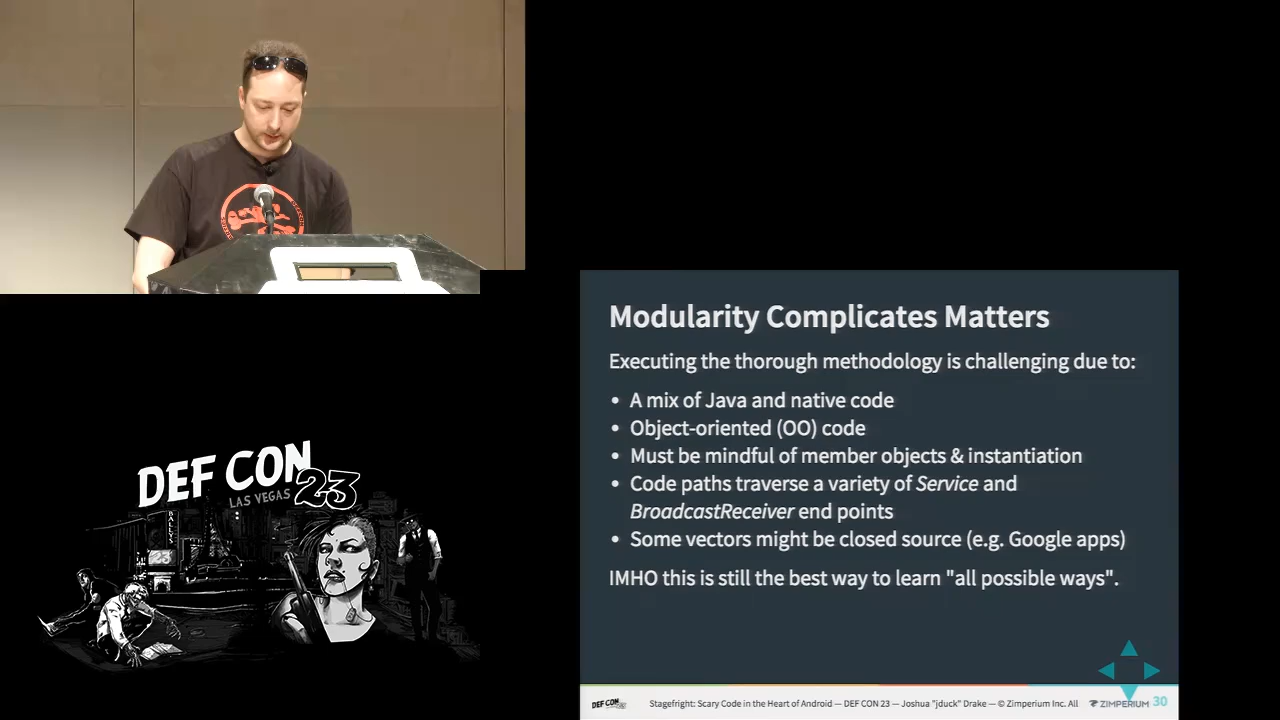 Modularity Complicates Matters
Executing the thorough methodology is challenging due to:
• A mix of Java and native code
• Object-oriented (OO) code
• Must be mindful of member objects & instantiation
• Code paths traverse a variety of Service and
BroadcastReceiver end points
• Some vectors might be closed source (e.g. Google apps)
IMHO this is still the best way to learn "all possible ways".
DEF CON 23
LAS VEGAS
BALLYS
DEF CON
Stagefright: Scary Code in the Heart of Android — DEF CON 23 — Joshua "jduck" Drake — © Zimperium Inc. All
ZIMPERIUM 30